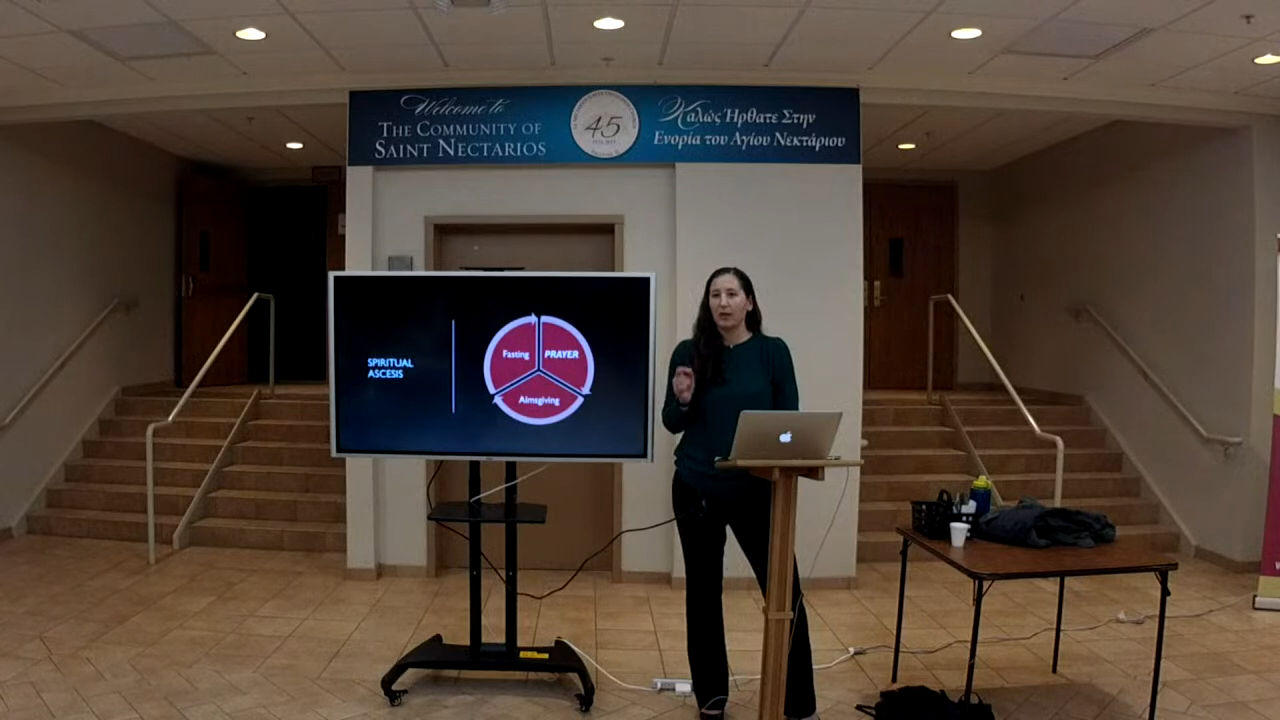 Welcome to
THE COMMUNITY OF
SAINT NECTARIOS
45
Καλώς Ήρθατε Στην
Ενορία του Αγίου Νεκτάριου
SPIRITUAL
ASCESIS
Fasting
PRAYER
Almsgiving